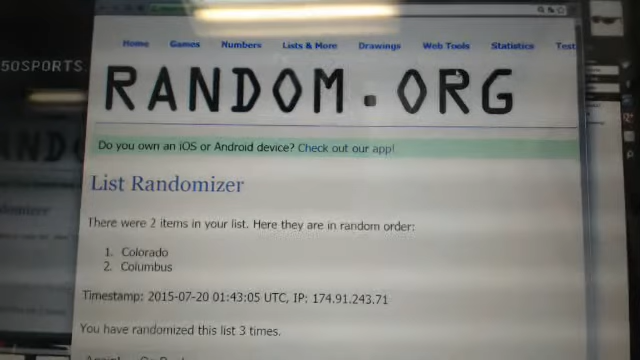 Home Games Numbers Lists & More Drawings Web Tools Statistics Test
50SPORTS.
RANDOM.ORG
Do you own an iOS or Android device? Check out our app!
List Randomizer
There were 2 items in your list. Here they are in random order:
1. Colorado
2. Columbus
Timestamp: 2015-07-20 01:43:05 UTC, IP: 174.91.243.71
You have randomized this list 3 times.